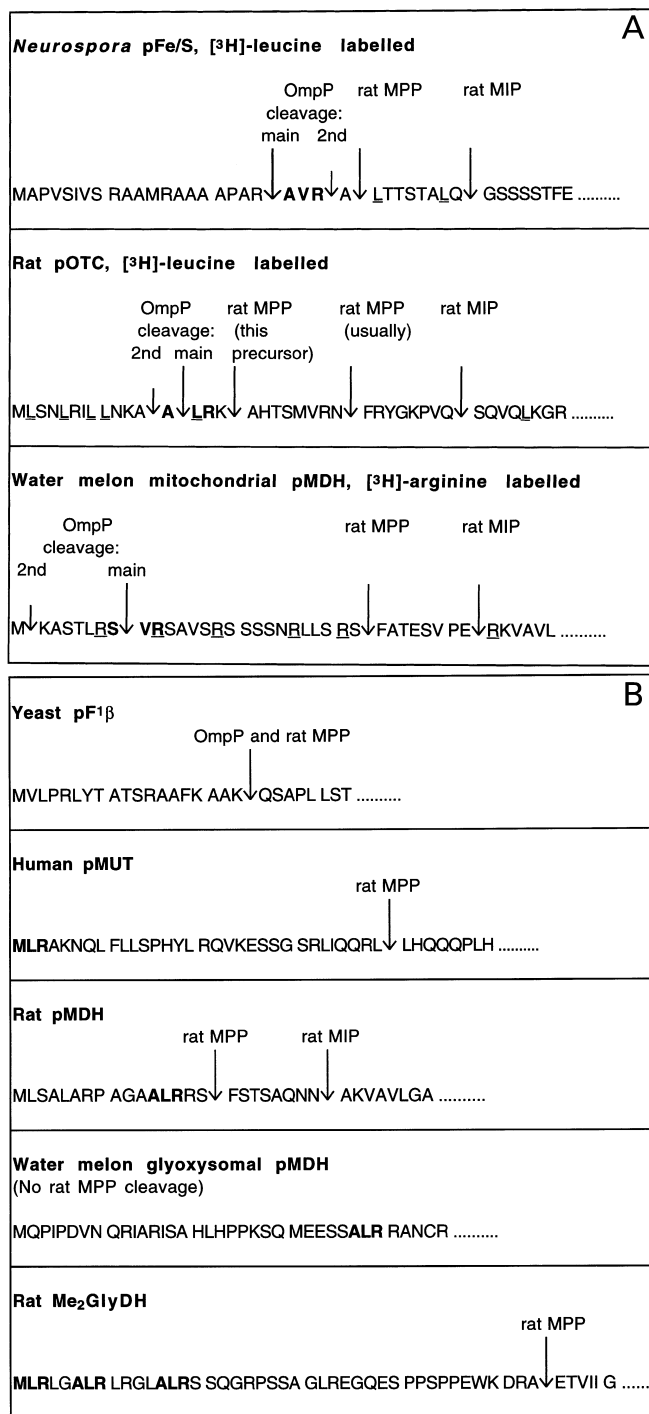 A
Neurospora pFe/S, [3H]-leucine labelled
OmpP rat MPP rat MIP
cleavage:
main 2nd
MAPVSIVS RAAMRAAA APAR AVR A LTTSTALQ GSSSSTFE ..........
Rat pOTC, [3H]-leucine labelled
OmpP rat MPP rat MPP rat MIP
cleavage: (this (usually)
2nd main precursor)
MLSNLRIL LNKA A LRK AHTSMVRN FRYGKPVQ SQVQLKGR ..........
Water melon mitochondrial pMDH, [3H]-arginine labelled
OmpP rat MPP rat MIP
cleavage:
2nd main
M KASTLRS VRSAVSRS SSSNRLLS RS FATESV PE RKVAVL ..........
B
Yeast pF1β
OmpP and rat MPP
MVLPRLYT ATSRAAFK AAK QSAPL LST ..........
Human pMUT
rat MPP
MLRAKNQL FLLSPHYL RQVKESSG SRLIQQRL LHQQQPLH ..........
Rat pMDH
rat MPP rat MIP
MLSALARP AGAALRRS FSTSAQNN AKVAVLGA ..........
Water melon glyoxysomal pMDH
(No rat MPP cleavage)
MQPIPDVN QRIARISA HLHPPKSQ MEESSALR RANCR ..........
Rat Me2GlyDH
rat MPP
MLRLGALR LRGLALRS SQGRPSSA GLREGQES PPSPPEWK DRA ETVII G ......